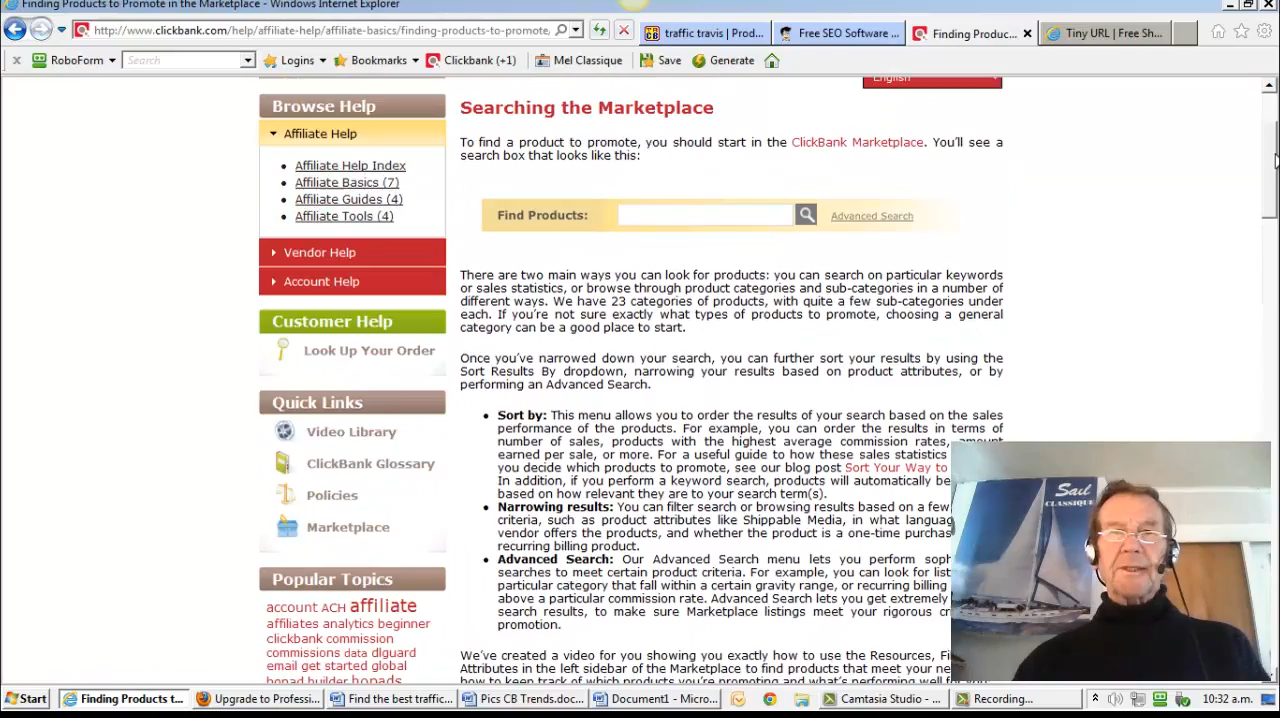 Finding Products to Promote in the Marketplace - Windows Internet Explorer
http://www.clickbank.com/help/affiliate-help/affiliate-basics/finding-products-to-promote
traffic travis | Prod...
Free SEO Software ...
Finding Produc...
Tiny URL | Free Sh...
RoboForm
Search
Logins
Bookmarks
Clickbank (+1)
Mel Classique
Save
Generate
English
Browse Help
Affiliate Help
Affiliate Help Index
Affiliate Basics (7)
Affiliate Guides (4)
Affiliate Tools (4)
Vendor Help
Account Help
Customer Help
Look Up Your Order
Quick Links
Video Library
ClickBank Glossary
Policies
Marketplace
Popular Topics
account ACH affiliate
affiliates analytics beginner
clickbank commission
commissions data dlguard
email get started global
hopad builder hopads
Searching the Marketplace
To find a product to promote, you should start in the ClickBank Marketplace. You'll see a
search box that looks like this:
Find Products:
Advanced Search
There are two main ways you can look for products: you can search on particular keywords
or sales statistics, or browse through product categories and sub-categories in a number of
different ways. We have 23 categories of products, with quite a few sub-categories under
each. If you're not sure exactly what types of products to promote, choosing a general
category can be a good place to start.
Once you've narrowed down your search, you can further sort your results by using the
Sort Results By dropdown, narrowing your results based on product attributes, or by
performing an Advanced Search.
Sort by: This menu allows you to order the results of your search based on the sales
performance of the products. For example, you can order the results in terms of
number of sales, products with the highest average commission rates, amount
earned per sale, or more. For a useful guide to how these sales statistics
you decide which products to promote, see our blog post Sort Your Way to
In addition, if you perform a keyword search, products will automatically be
based on how relevant they are to your search term(s).
Narrowing results: You can filter search or browsing results based on a few
criteria, such as product attributes like Shippable Media, in what languag
vendor offers the products, and whether the product is a one-time purchas
recurring billing product.
Advanced Search: Our Advanced Search menu lets you perform soph
searches to meet certain product criteria. For example, you can look for list
particular category that fall within a certain gravity range, or recurring billing
above a particular commission rate. Advanced Search lets you get extremely
search results, to make sure Marketplace listings meet your rigorous cr
promotion.
We've created a video for you showing you exactly how to use the Resources, Fi
Attributes in the left sidebar of the Marketplace to find products that meet your ne
how to keep track of which products you're promoting and what's performing well for you.
Sail
CLASSIQUE
Start
Finding Products t...
Upgrade to Professi...
Find the best traffic...
Pics CB Trends.doc...
Document1 - Micro...
Camtasia Studio - ...
Recording...
10:32 a.m.